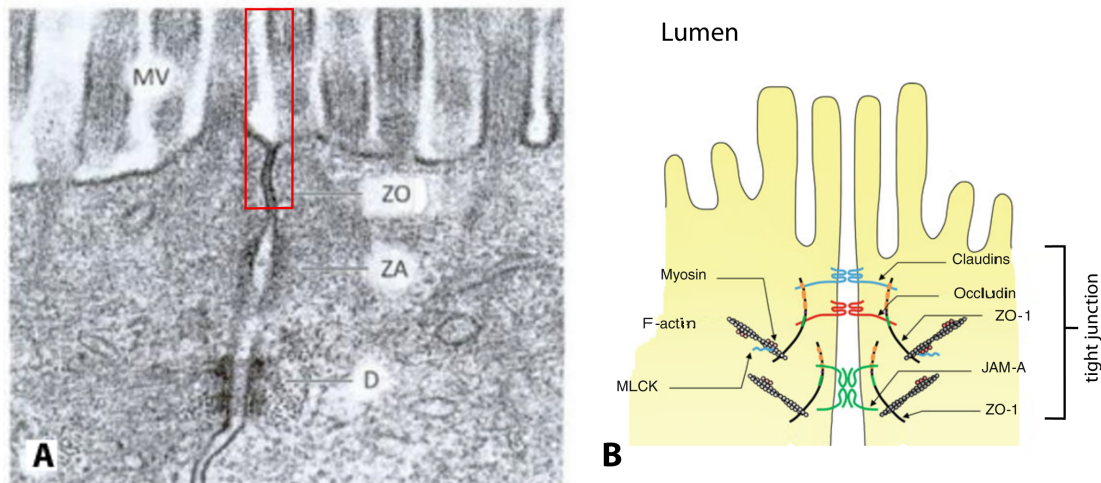 MV
ZO
ZA
D
A
Lumen
Claudins
Myosin
Occludin
F-actin
ZO-1
MLCK
JAM-A
ZO-1
tight junction
B